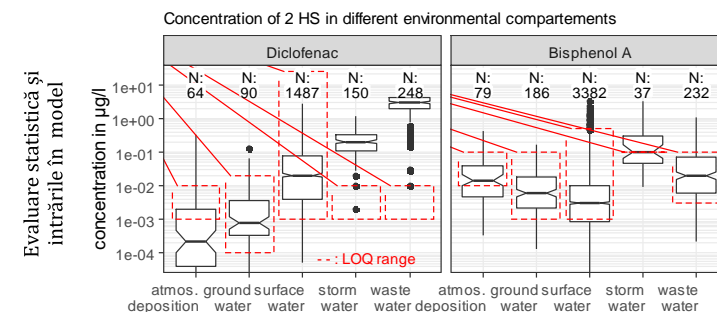 Concentration of 2 HS in different environmental compartements
Evaluare statistică și
intrările în model
concentration in µg/l
Diclofenac
Bisphenol A
N: N: N: N: N:
64 90 1487 150 248
N: N: N: N: N:
79 186 3382 37 232
1e+01
1e+00
1e-01
1e-02
1e-03
1e-04
--: LOQ range
atmos. ground surface storm waste
deposition water water water water
atmos. ground surface storm waste
deposition water water water water